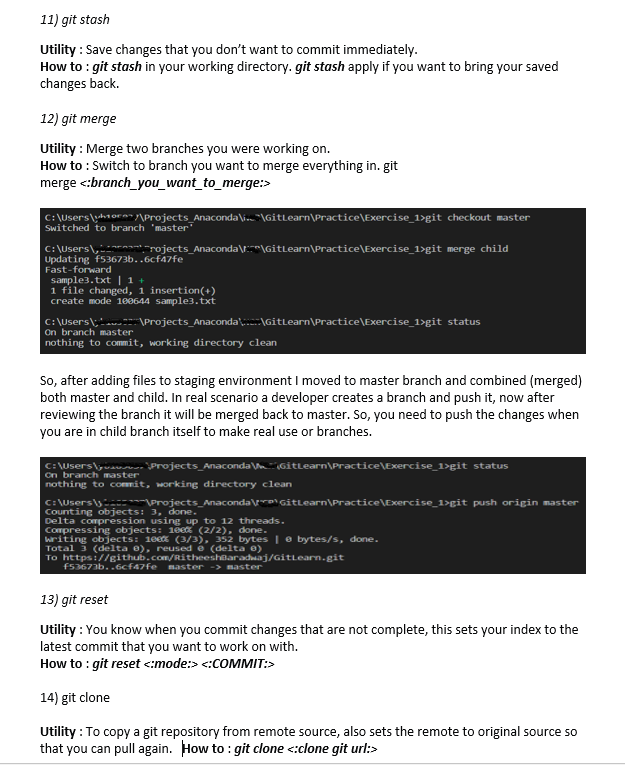 11) git stash
Utility : Save changes that you don’t want to commit immediately.
How to : git stash in your working directory. git stash apply if you want to bring your saved
changes back.
12) git merge
Utility : Merge two branches you were working on.
How to : Switch to branch you want to merge everything in. git
merge <:branch_you_want_to_merge:>
C:\Users\ \Projects_Anaconda\ \GitLearn\Practice\Exercise_1>git checkout master
Switched to branch 'master'
C:\Users\ rojects_Anaconda\ \GitLearn\Practice\Exercise_1>git merge child
Updating f53673b..6cf47fe
Fast-forward
sample3.txt | 1 +
1 file changed, 1 insertion(+)
create mode 100644 sample3.txt
C:\Users\ \Projects_Anaconda\ \GitLearn\Practice\Exercise_1>git status
On branch master
nothing to commit, working directory clean
So, after adding files to staging environment I moved to master branch and combined (merged)
both master and child. In real scenario a developer creates a branch and push it, now after
reviewing the branch it will be merged back to master. So, you need to push the changes when
you are in child branch itself to make real use or branches.
C:\Users\ \Projects_Anaconda\ GitLearn\Practice\Exercise_1>git status
On branch master
nothing to commit, working directory clean
C:\Users\ \Projects_Anaconda\ \GitLearn\Practice\Exercise_1>git push origin master
Counting objects: 3, done.
Delta compression using up to 12 threads.
Compressing objects: 100% (2/2), done.
Writing objects: 100% (3/3), 352 bytes | 0 bytes/s, done.
Total 3 (delta 0), reused 0 (delta 0)
To https://github.com/RitheeshBaradwaj/GitLearn.git
f53673b..6cf47fe master -> master
13) git reset
Utility : You know when you commit changes that are not complete, this sets your index to the
latest commit that you want to work on with.
How to : git reset <:mode:> <:COMMIT:>
14) git clone
Utility : To copy a git repository from remote source, also sets the remote to original source so
that you can pull again. How to : git clone <:clone git url:>